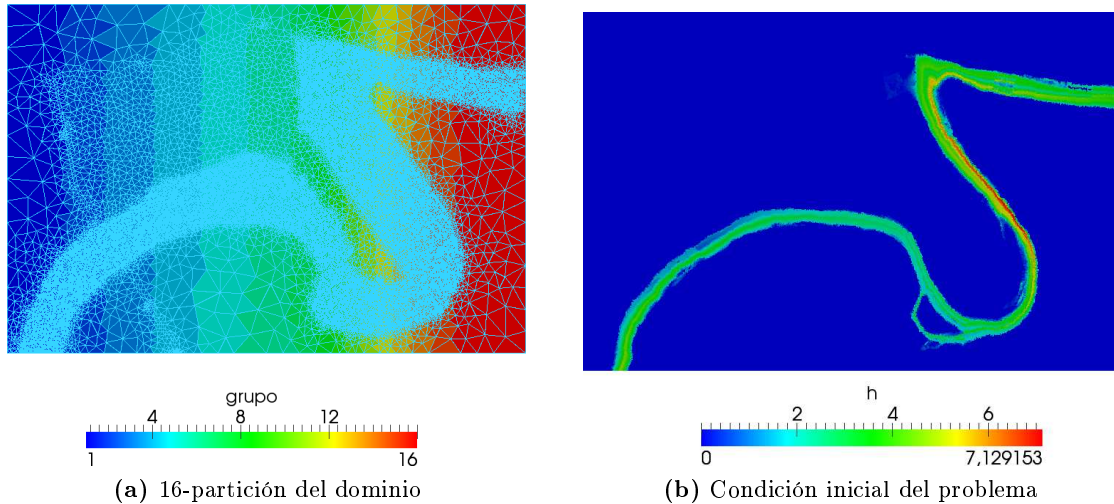 grupo
4 8 12
1 16
(a) 16-partición del dominio
h
2 4 6
0 7,129153
(b) Condición inicial del problema